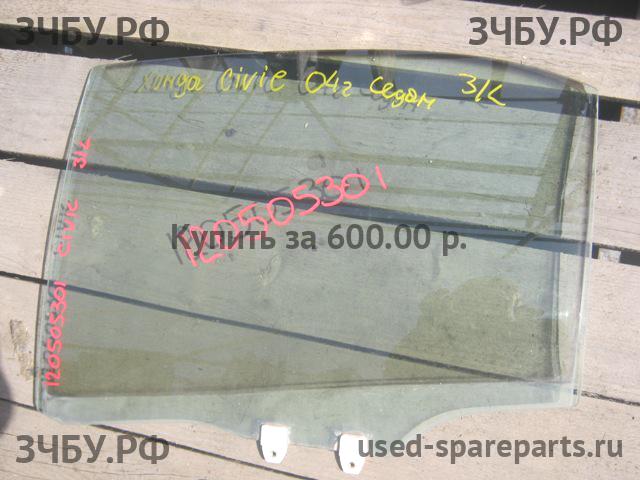 ЗЧБУ.РФ
ЗЧБУ.РФ
Хонда Civic 04г Седан З/L
120505301 CIVIC З/L
120505301
Купить за 600.00 р.
ЗЧБУ.РФ
used-spareparts.ru